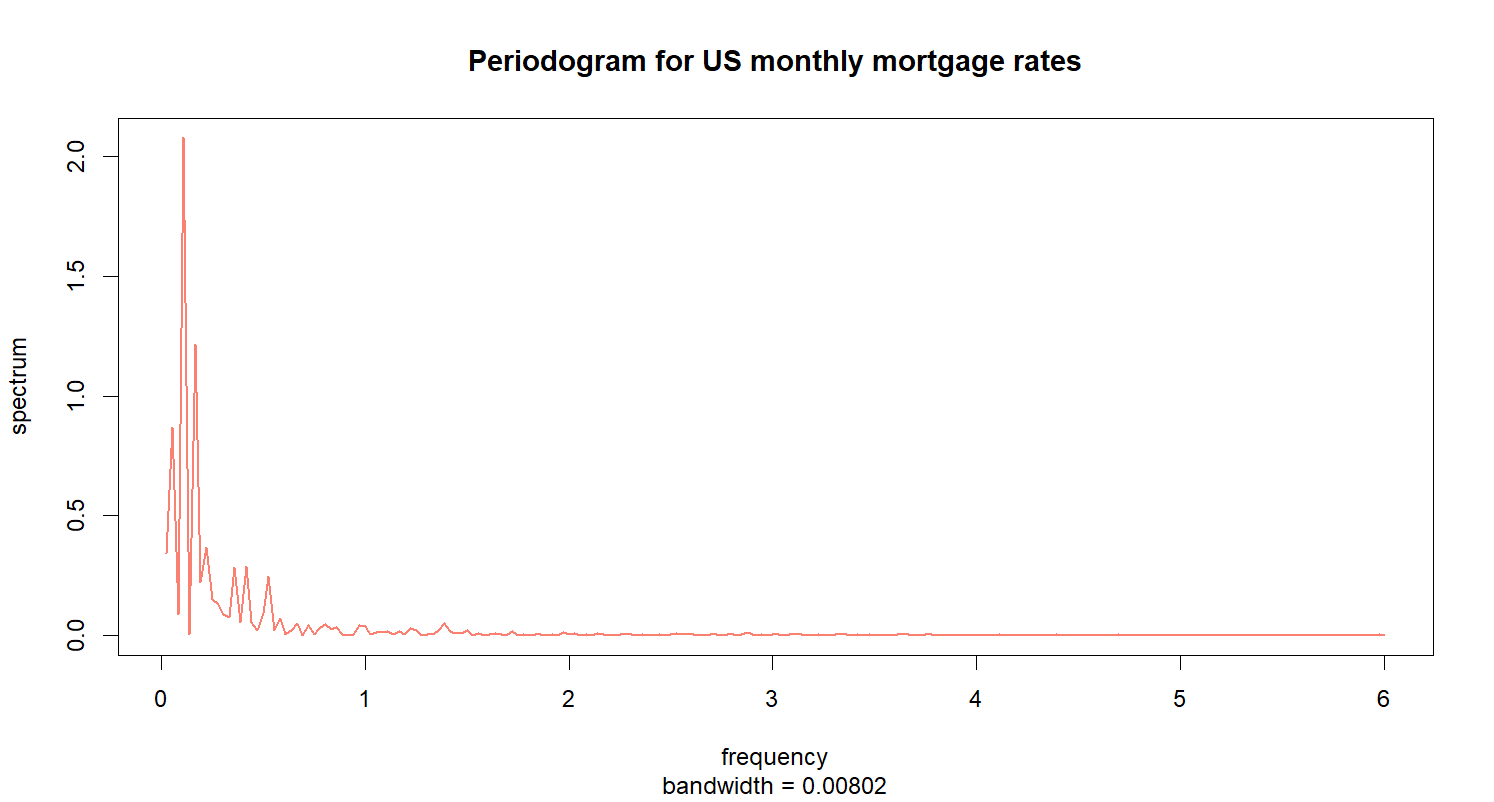 Periodogram for US monthly mortgage rates
spectrum
2.0
1.5
1.0
0.5
0.0
0 1 2 3 4 5 6
frequency
bandwidth = 0.00802